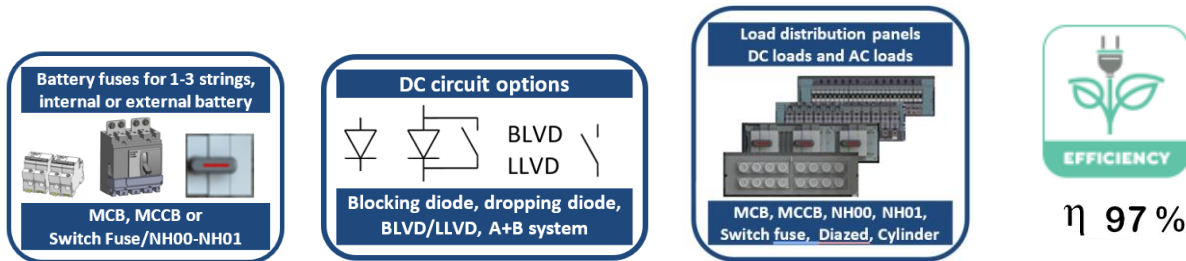 Battery fuses for 1-3 strings,
internal or external battery
MCB, MCCB or
Switch Fuse/NH00-NH01
DC circuit options
BLVD
LLVD
Blocking diode, dropping diode,
BLVD/LLVD, A+B system
Load distribution panels
DC loads and AC loads
MCB, MCCB, NH00, NH01,
Switch fuse, Diazed, Cylinder
EFFICIENCY
η 97 %